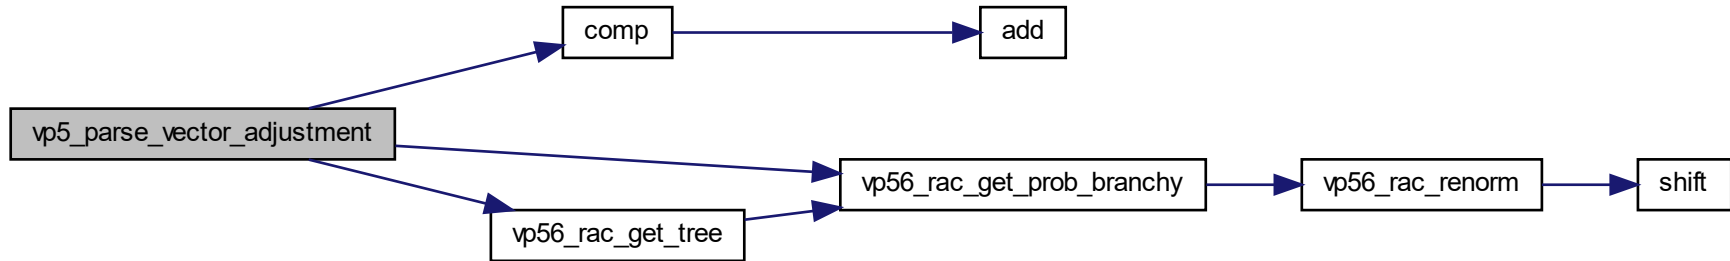 comp
add
vp5_parse_vector_adjustment
vp56_rac_get_prob_branchy
vp56_rac_renorm
shift
vp56_rac_get_tree